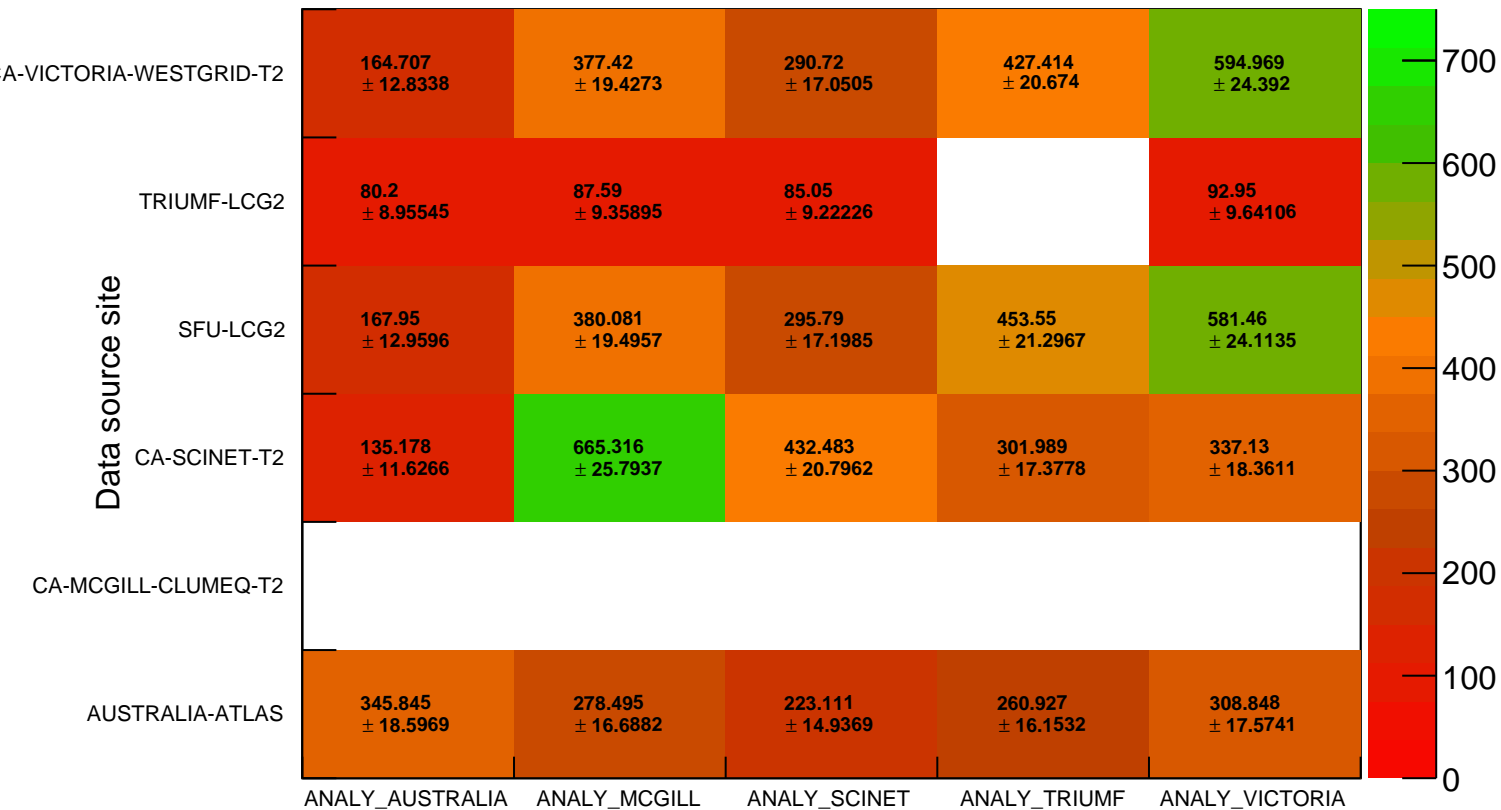 CA-VICTORIA-WESTGRID-T2
164.707 377.42 290.72 427.414 594.969
± 12.8338 ± 19.4273 ± 17.0505 ± 20.674 ± 24.392
TRIUMF-LCG2
80.2 87.59 85.05 92.95
± 8.95545 ± 9.35895 ± 9.22226 ± 9.64106
SFU-LCG2
167.95 380.081 295.79 453.55 581.46
± 12.9596 ± 19.4957 ± 17.1985 ± 21.2967 ± 24.1135
CA-SCINET-T2
135.178 665.316 432.483 301.989 337.13
± 11.6266 ± 25.7937 ± 20.7962 ± 17.3778 ± 18.3611
CA-MCGILL-CLUMEQ-T2
AUSTRALIA-ATLAS
345.845 278.495 223.111 260.927 308.848
± 18.5969 ± 16.6882 ± 14.9369 ± 16.1532 ± 17.5741
ANALY_AUSTRALIA ANALY_MCGILL ANALY_SCINET ANALY_TRIUMF ANALY_VICTORIA
Data source site
700
600
500
400
300
200
100
0